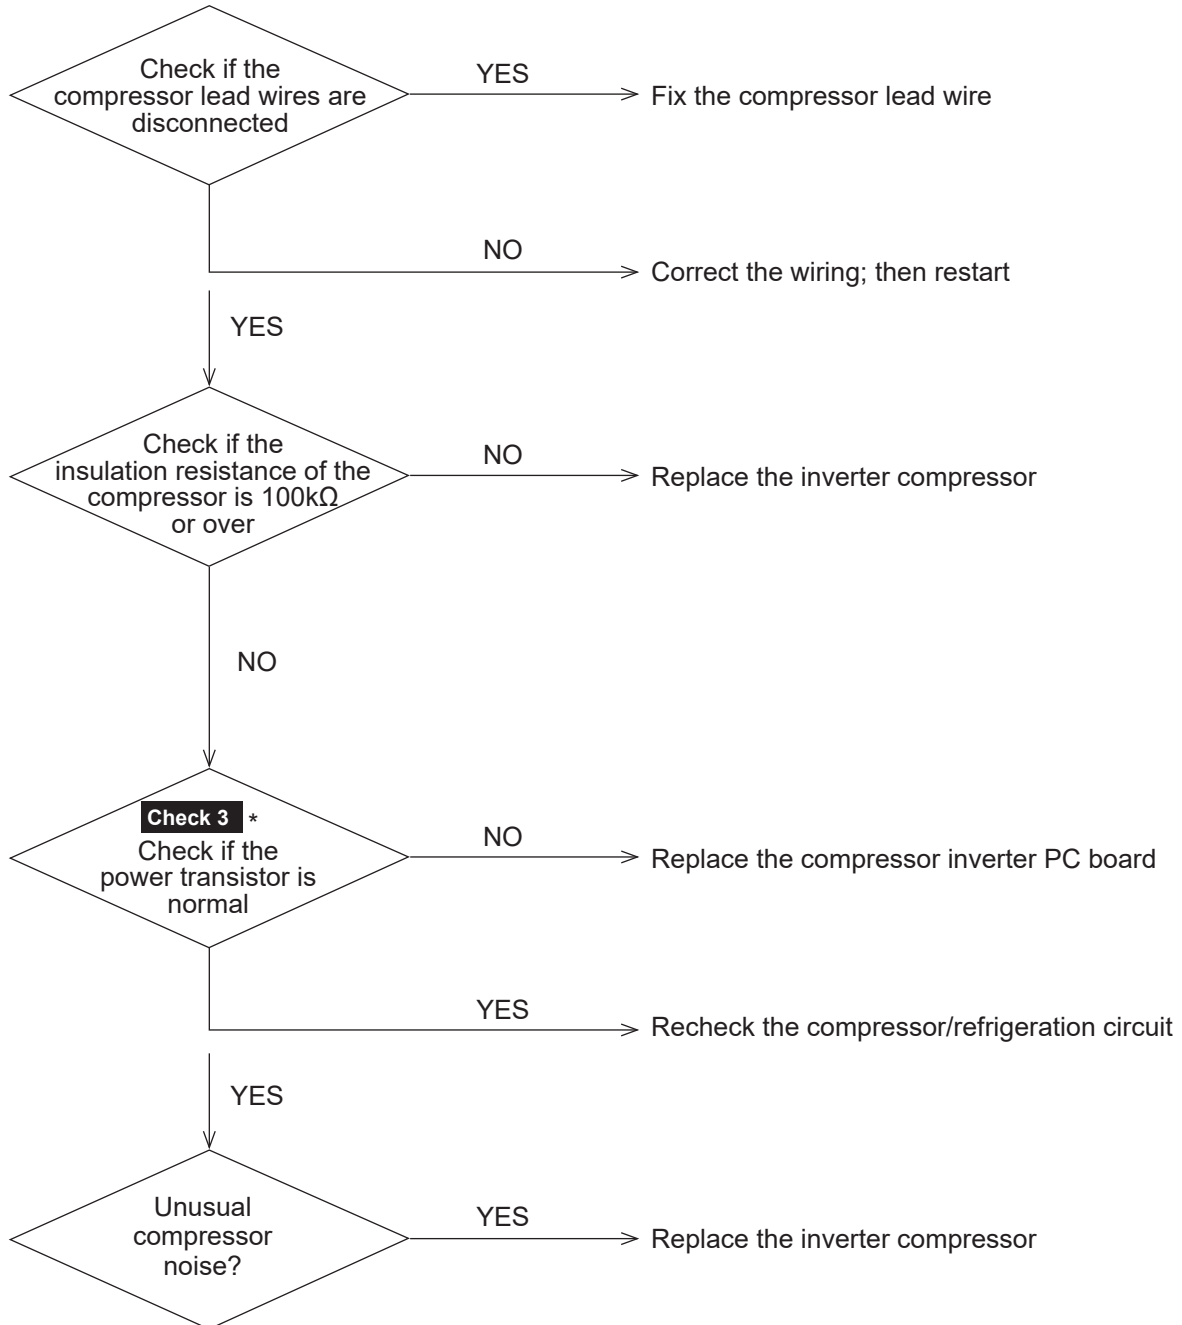 Check if the
compressor lead wires are
disconnected
YES
Fix the compressor lead wire
NO
Correct the wiring; then restart
YES
Check if the
insulation resistance of the
compressor is 100kΩ
or over
NO
Replace the inverter compressor
NO
Check 3 *
Check if the
power transistor is
normal
NO
Replace the compressor inverter PC board
YES
Recheck the compressor/refrigeration circuit
YES
Unusual
compressor
noise?
YES
Replace the inverter compressor